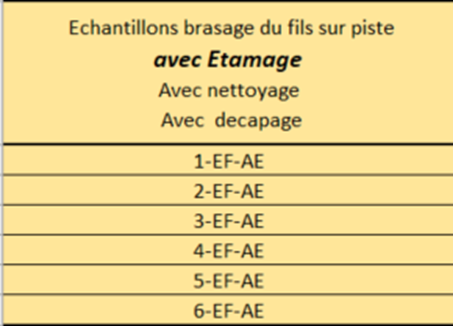 Echantillons brasage du fils sur piste
avec Etamage
Avec nettoyage
Avec decapage
1-EF-AE
2-EF-AE
3-EF-AE
4-EF-AE
5-EF-AE
6-EF-AE